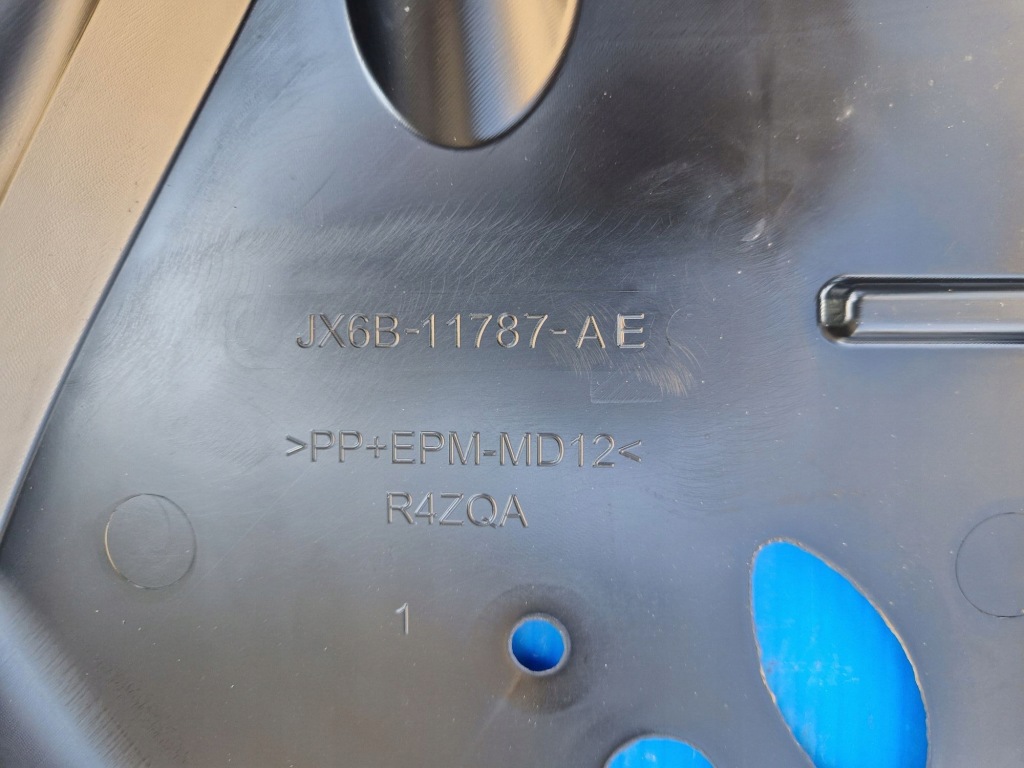 JX6B-11787-AE
>PP+EPM-MD12<
R4ZQA
1